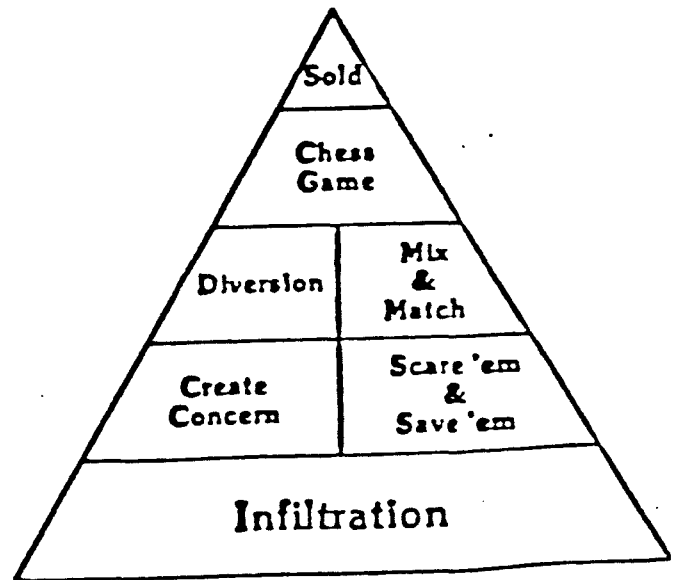 Sold
Chess
Game
Diversion
Mix
&
Match
Create
Concern
Scare 'em
&
Save 'em
Infiltration